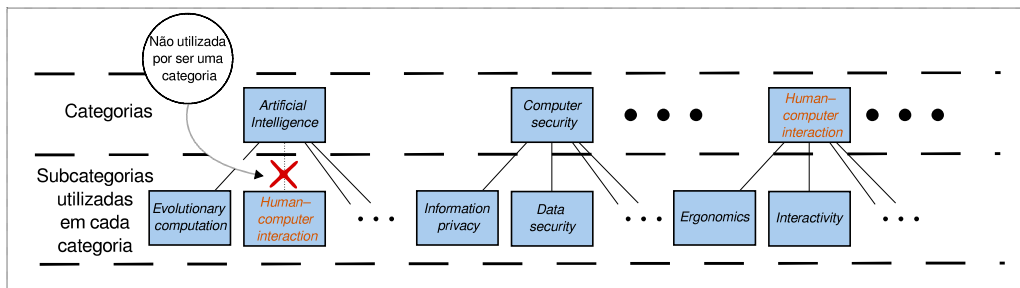 Não utilizada
por ser uma
categoria
Categorias
Artificial
Intelligence
Computer
security
Human–
computer
interaction
Subcategorias
utilizadas
em cada
categoria
Evolutionary
computation
Human–
computer
interaction
Information
privacy
Data
security
Ergonomics
Interactivity